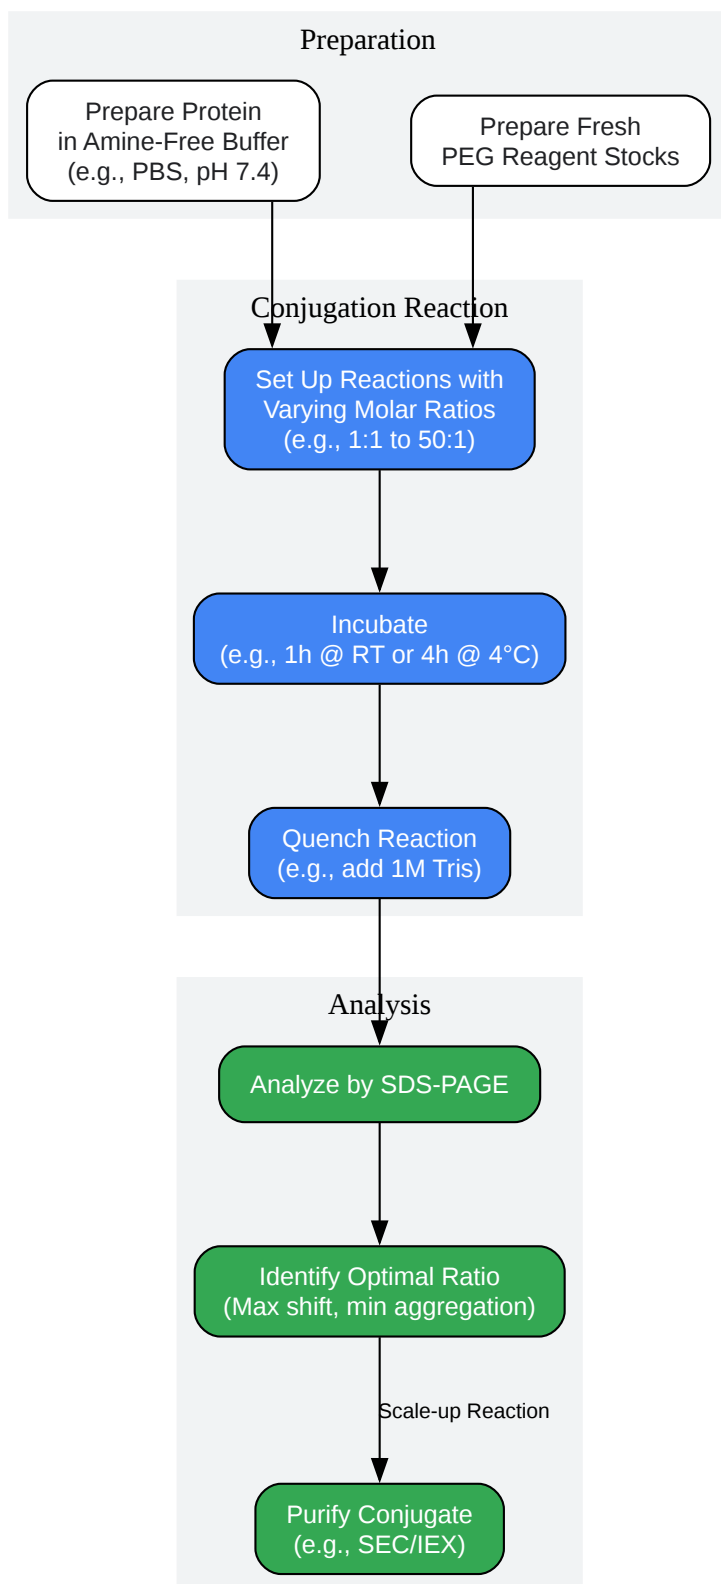 Preparation
Prepare Protein
in Amine-Free Buffer
(e.g., PBS, pH 7.4)
Prepare Fresh
PEG Reagent Stocks
Conjugation Reaction
Set Up Reactions with
Varying Molar Ratios
(e.g., 1:1 to 50:1)
Incubate
(e.g., 1h @ RT or 4h @ 4°C)
Quench Reaction
(e.g., add 1M Tris)
Analysis
Analyze by SDS-PAGE
Identify Optimal Ratio
(Max shift, min aggregation)
Scale-up Reaction
Purify Conjugate
(e.g., SEC/IEX)